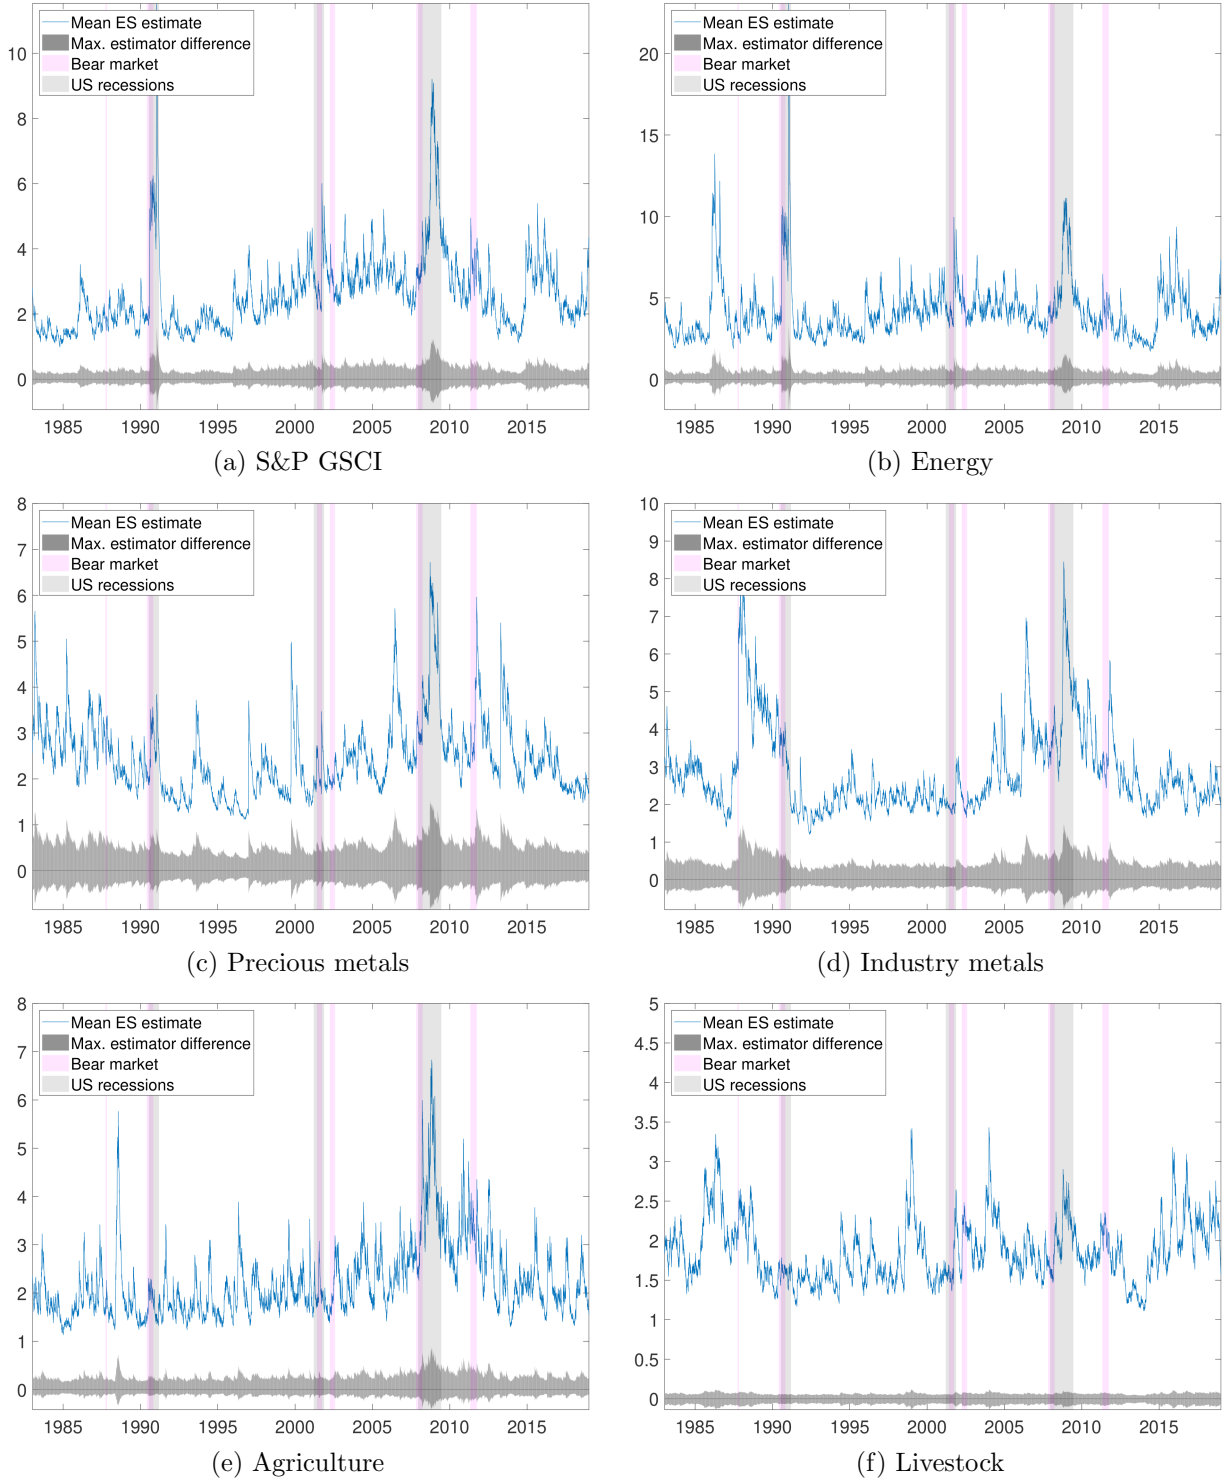 10
8
6
4
2
0
Mean ES estimate
Max. estimator difference
Bear market
US recessions
1985 1990 1995 2000 2005 2010 2015
(a) S&P GSCI
20
15
10
5
0
Mean ES estimate
Max. estimator difference
Bear market
US recessions
1985 1990 1995 2000 2005 2010 2015
(b) Energy
8
7
6
5
4
3
2
1
0
Mean ES estimate
Max. estimator difference
Bear market
US recessions
1985 1990 1995 2000 2005 2010 2015
(c) Precious metals
10
9
8
7
6
5
4
3
2
1
0
Mean ES estimate
Max. estimator difference
Bear market
US recessions
1985 1990 1995 2000 2005 2010 2015
(d) Industry metals
8
7
6
5
4
3
2
1
0
Mean ES estimate
Max. estimator difference
Bear market
US recessions
1985 1990 1995 2000 2005 2010 2015
(e) Agriculture
5
4.5
4
3.5
3
2.5
2
1.5
1
0.5
0
Mean ES estimate
Max. estimator difference
Bear market
US recessions
1985 1990 1995 2000 2005 2010 2015
(f) Livestock